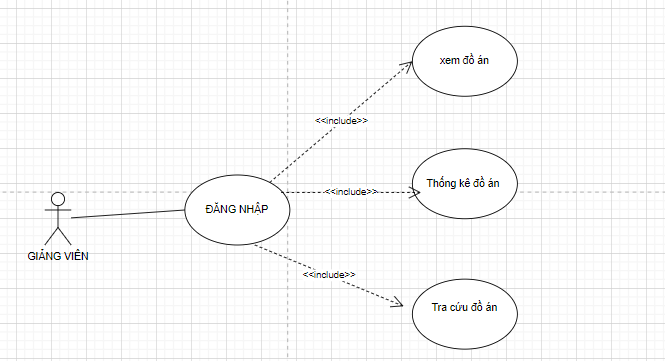 xem đồ án
<<include>>
Thống kê đồ án
<<include>>
ĐĂNG NHẬP
GIẢNG VIÊN
<<include>>
Tra cứu đồ án